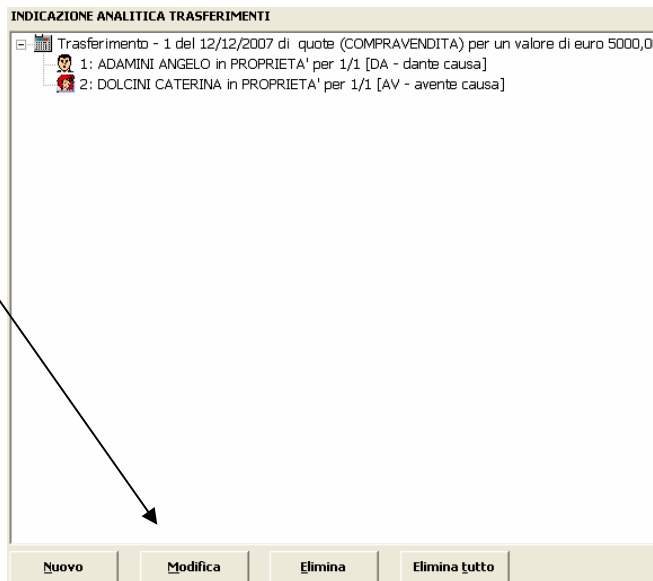 INDICAZIONE ANALITICA TRASFERIMENTI
Trasferimento - 1 del 12/12/2007 di quote (COMPRAVENDITA) per un valore di euro 5000,0
1: ADAMINI ANGELO in PROPRIETA' per 1/1 [DA - dante causa]
2: DOLCINI CATERINA in PROPRIETA' per 1/1 [AV - avente causa]
Nuovo Modifica Elimina Elimina tutto